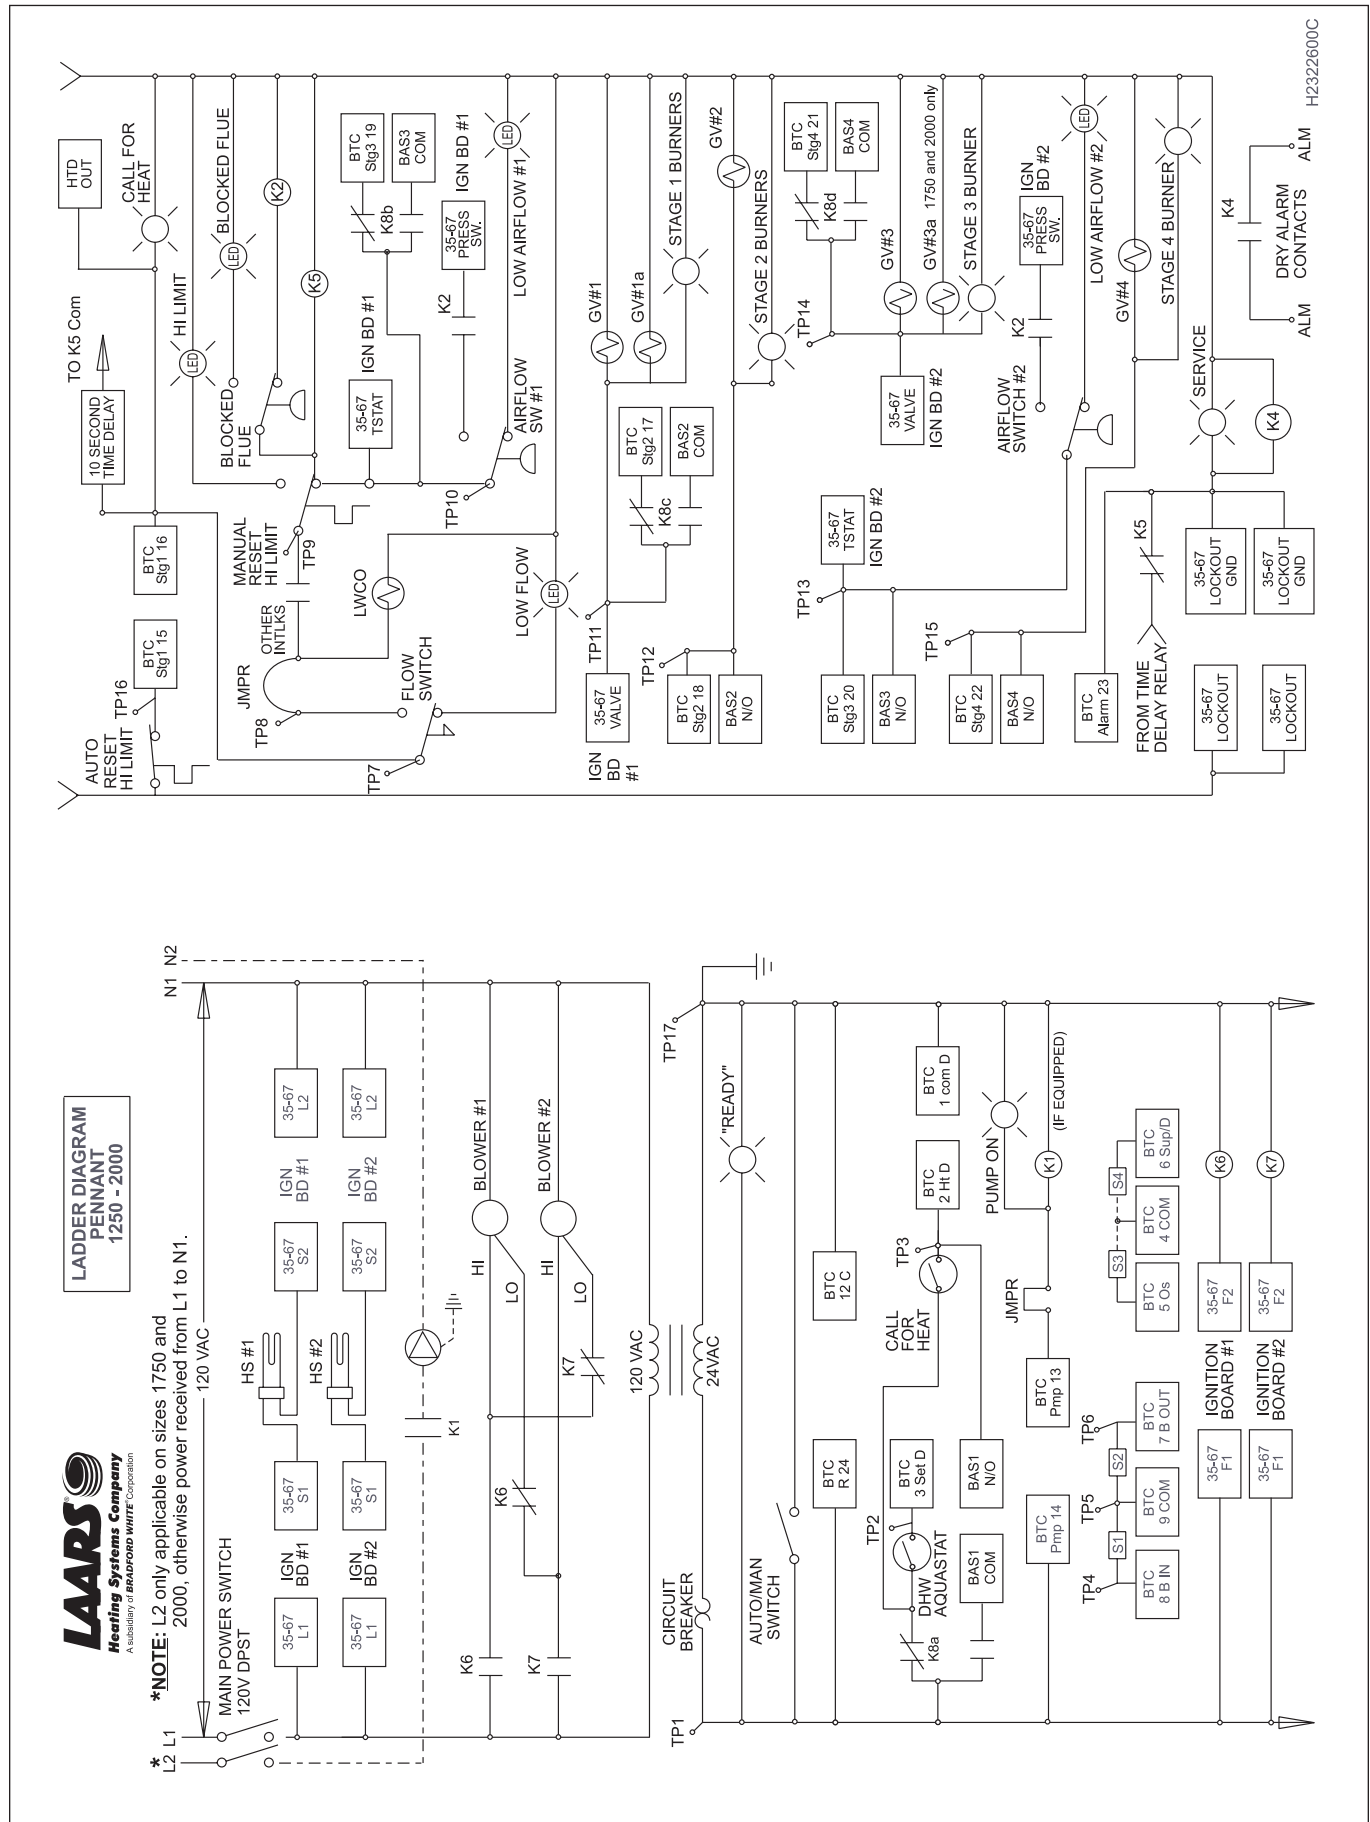 LAARS®
Heating Systems Company
A subsidiary of BRADFORD WHITE® Corporation
LADDER DIAGRAM
PENNANT
1250 - 2000
*NOTE: L2 only applicable on sizes 1750 and
2000, otherwise power received from L1 to N1.
*
L2 L1
120 VAC
N1 N2
MAIN POWER SWITCH
120V DPST
35-67
L1
IGN
BD #1
35-67
S1
HS #1
35-67
S2
IGN
BD #1
35-67
L2
35-67
L1
IGN
BD #2
35-67
S1
HS #2
35-67
S2
IGN
BD #2
35-67
L2
K1
K6
K6
HI
LO
BLOWER #1
K7
K7
HI
LO
BLOWER #2
120 VAC
24VAC
CIRCUIT
BREAKER
TP1
TP17
"READY"
AUTO/MAN
SWITCH
BTC
R 24
BTC
12 C
K8a
DHW
AQUASTAT
TP2
BTC
3 Set D
CALL
FOR
HEAT
TP3
BTC
2 Ht D
BTC
1 com D
BAS1
COM
BAS1
N/O
PUMP ON
BTC
Pmp 14
BTC
Pmp 13
JMPR
K1
(IF EQUIPPED)
TP4
S1
TP5
S2
TP6
S3
S4
BTC
8 B IN
BTC
9 COM
BTC
7 B OUT
BTC
5 Os
BTC
4 COM
BTC
6 Sup/D
35-67
F1
IGNITION
BOARD #1
35-67
F2
K6
35-67
F1
IGNITION
BOARD #2
35-67
F2
K7
AUTO
RESET
HI LIMIT
TP16
BTC
Stg1 15
BTC
Stg1 16
10 SECOND
TIME DELAY
TO K5 Com
HTD
OUT
CALL FOR
HEAT
HI LIMIT
LED
BLOCKED
FLUE
BLOCKED FLUE
LED
K2
K5
MANUAL
RESET
HI LIMIT
TP9
OTHER
INTLKS
JMPR
TP8
LWCO
TP7
FLOW
SWITCH
LOW FLOW
LED
35-67
TSTAT
IGN BD #1
K8b
BTC
Stg3 19
BAS3
COM
TP10
AIRFLOW
SW #1
K2
35-67
PRESS
SW.
IGN BD #1
LOW AIRFLOW #1
LED
IGN
BD
#1
35-67
VALVE
TP11
GV#1
GV#1a
STAGE 1 BURNERS
K8c
BTC
Stg2 17
BAS2
COM
TP12
BTC
Stg2 18
BAS2
N/O
GV#2
STAGE 2 BURNERS
TP14
K8d
BTC
Stg4 21
BAS4
COM
35-67
VALVE
IGN BD #2
GV#3
GV#3a 1750 and 2000 only
STAGE 3 BURNER
TP13
35-67
TSTAT
IGN BD #2
BTC
Stg3 20
BAS3
N/O
AIRFLOW
SWITCH #2
K2
35-67
PRESS
SW.
IGN
BD #2
LOW AIRFLOW #2
LED
TP15
BTC
Stg4 22
BAS4
N/O
GV#4
STAGE 4 BURNER
BTC
Alarm 23
FROM TIME
DELAY RELAY
K5
SERVICE
K4
35-67
LOCKOUT
35-67
LOCKOUT
GND
35-67
LOCKOUT
35-67
LOCKOUT
GND
ALM
K4
ALM
DRY ALARM
CONTACTS
H2322600C